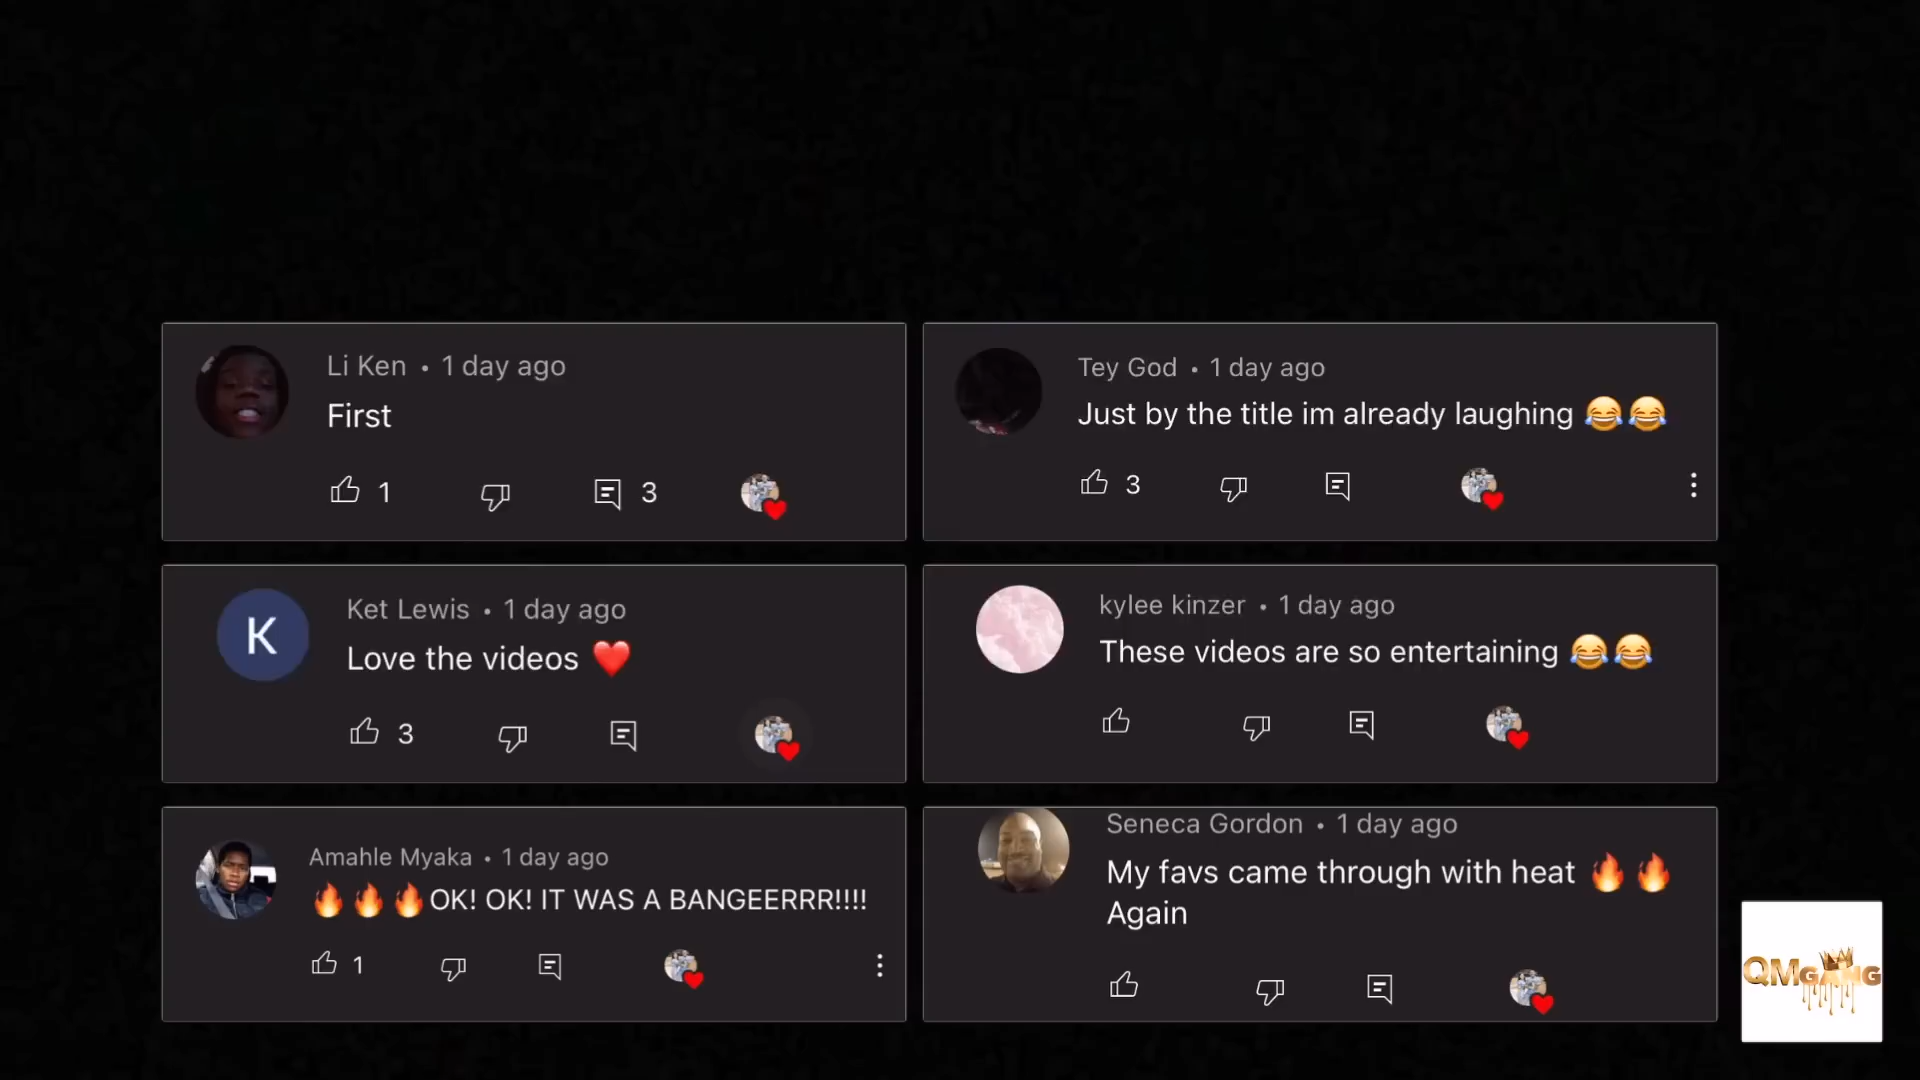 Li Ken • 1 day ago
First
1
3
Tey God • 1 day ago
Just by the title im already laughing 😂😂
3
K
Ket Lewis • 1 day ago
Love the videos ❤️
3
kylee kinzer • 1 day ago
These videos are so entertaining 😂😂
Amahle Myaka • 1 day ago
🔥🔥🔥OK! OK! IT WAS A BANGEERRR!!!!
1
Seneca Gordon • 1 day ago
My favs came through with heat 🔥🔥
Again
QMGANG